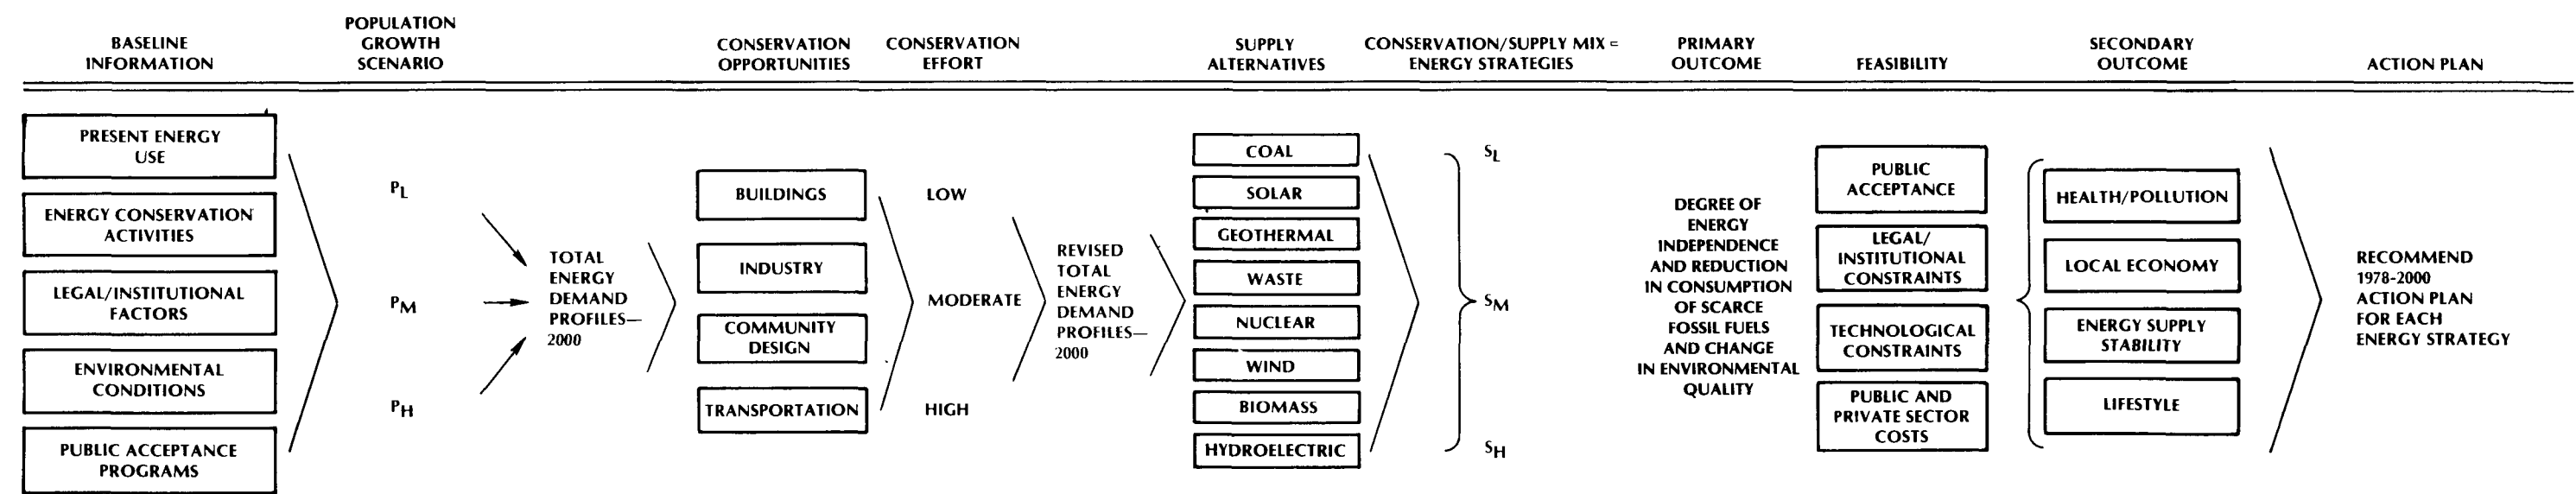 BASELINE
INFORMATION
POPULATION
GROWTH
SCENARIO
CONSERVATION
OPPORTUNITIES
CONSERVATION
EFFORT
SUPPLY
ALTERNATIVES
CONSERVATION/SUPPLY MIX =
ENERGY STRATEGIES
PRIMARY
OUTCOME
FEASIBILITY
SECONDARY
OUTCOME
ACTION PLAN
PRESENT ENERGY
USE
ENERGY CONSERVATION
ACTIVITIES
LEGAL/INSTITUTIONAL
FACTORS
ENVIRONMENTAL
CONDITIONS
PUBLIC ACCEPTANCE
PROGRAMS
PL
PM
PH
TOTAL
ENERGY
DEMAND
PROFILES—
2000
BUILDINGS
INDUSTRY
COMMUNITY
DESIGN
TRANSPORTATION
LOW
MODERATE
HIGH
REVISED
TOTAL
ENERGY
DEMAND
PROFILES—
2000
COAL
SOLAR
GEOTHERMAL
WASTE
NUCLEAR
WIND
BIOMASS
HYDROELECTRIC
SL
SM
SH
DEGREE OF
ENERGY
INDEPENDENCE
AND REDUCTION
IN CONSUMPTION
OF SCARCE
FOSSIL FUELS
AND CHANGE
IN ENVIRONMENTAL
QUALITY
PUBLIC
ACCEPTANCE
LEGAL/
INSTITUTIONAL
CONSTRAINTS
TECHNOLOGICAL
CONSTRAINTS
PUBLIC AND
PRIVATE SECTOR
COSTS
HEALTH/POLLUTION
LOCAL ECONOMY
ENERGY SUPPLY
STABILITY
LIFESTYLE
RECOMMEND
1978-2000
ACTION PLAN
FOR EACH
ENERGY STRATEGY